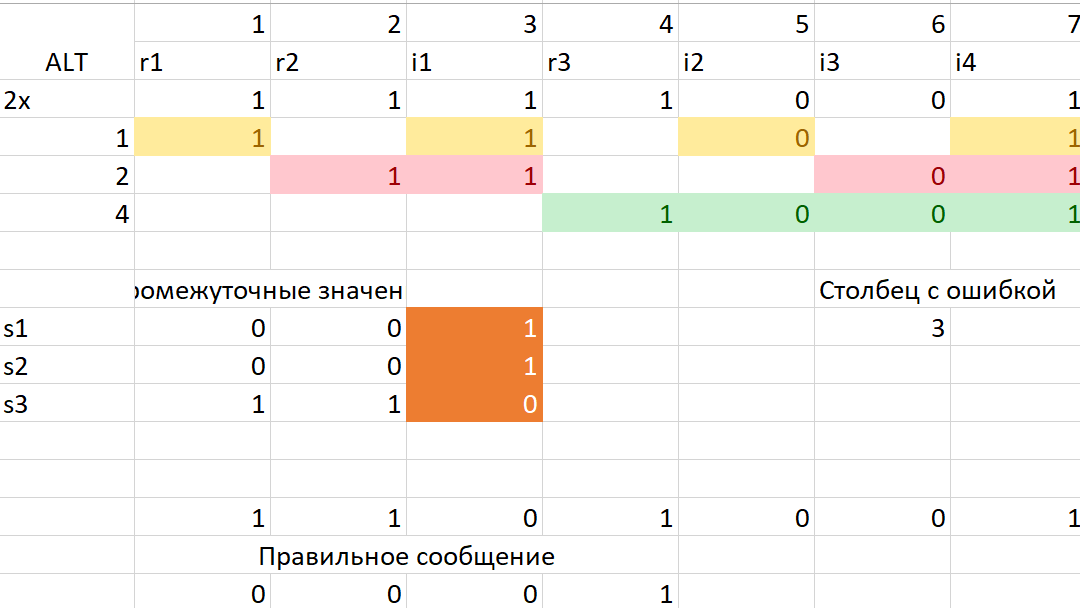 1 2 3 4 5 6 7
ALT r1 r2 i1 r3 i2 i3 i4
2x 1 1 1 1 0 0 1
1 1 1 0 1
2 1 1 0 1
4 1 0 0 1
ромежуточные значен Столбец с ошибкой
s1 0 0 1 3
s2 0 0 1
s3 1 1 0
1 1 0 1 0 0 1
Правильное сообщение
0 0 0 1